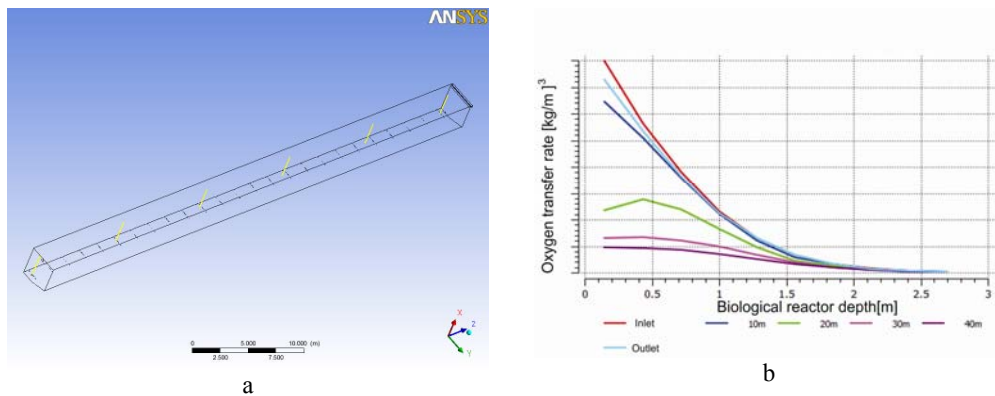 ANSYS
X
Z
Y
0
5.000
10.000 (m)
2.500
7.500
a
Oxygen transfer rate [kg/m ]³
0
0.5
1
1.5
2
2.5
3
Biological reactor depth[m]
Inlet
10m
20m
30m
40m
Outlet
b